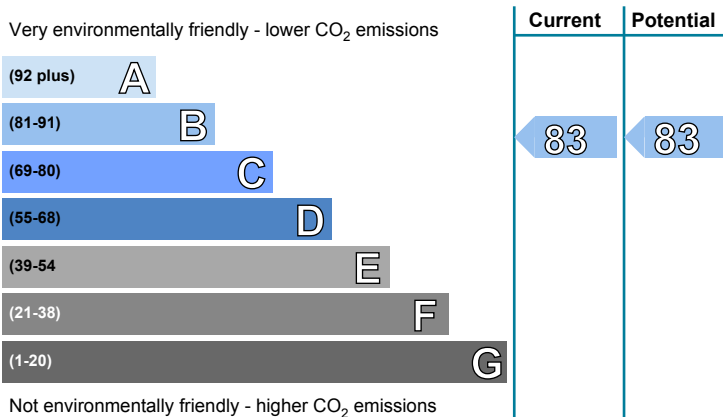 Very environmentally friendly - lower CO₂ emissions
Current Potential
(92 plus) A
(81-91) B
83 83
(69-80) C
(55-68) D
(39-54 E
(21-38) F
(1-20) G
Not environmentally friendly - higher CO₂ emissions